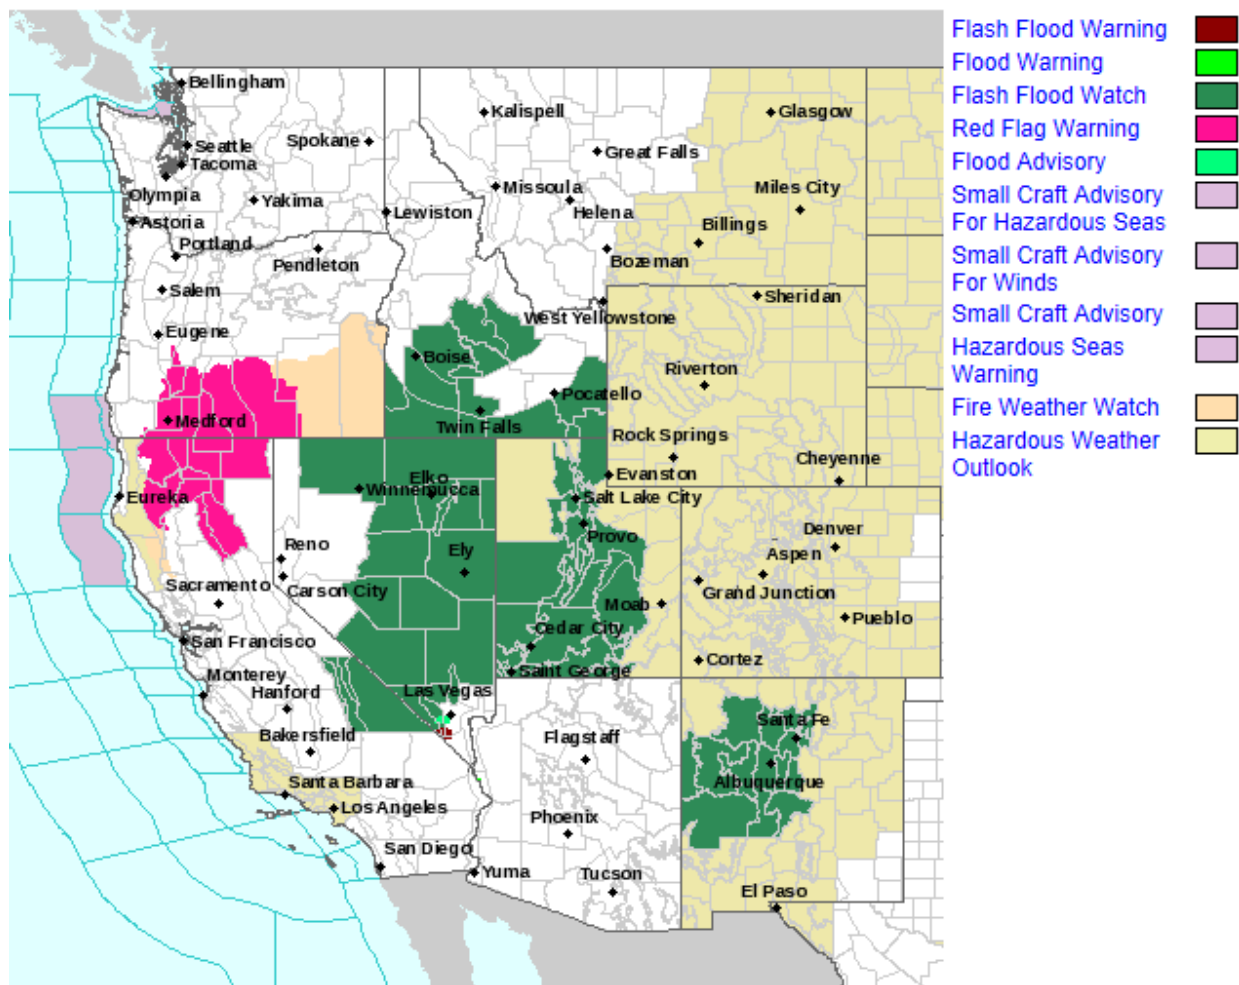 Flash Flood Warning
Flood Warning
Flash Flood Watch
Red Flag Warning
Flood Advisory
Small Craft Advisory
For Hazardous Seas
Small Craft Advisory
For Winds
Small Craft Advisory
Hazardous Seas
Warning
Fire Weather Watch
Hazardous Weather
Outlook
Bellingham
Kalispell
Glasgow
Seattle
Spokane
Great Falls
Tacoma
Olympia
Yakima
Missoula
Miles City
Astoria
Lewiston
Helena
Billings
Portland
Pendleton
Bozeman
Salem
Sheridan
West Yellowstone
Eugene
Boise
Riverton
Pocatello
Medford
Twin Falls
Rock Springs
Cheyenne
Evanston
Elko
Winnemucca
Eureka
Salt Lake City
Denver
Provo
Reno
Ely
Aspen
Sacramento
Carson City
Grand Junction
Moab
Pueblo
Cedar City
San Francisco
Cortez
Saint George
Monterey
Hanford
Las Vegas
Santa Fe
Bakersfield
Flagstaff
Albuquerque
Santa Barbara
Los Angeles
Phoenix
San Diego
Yuma
Tucson
El Paso